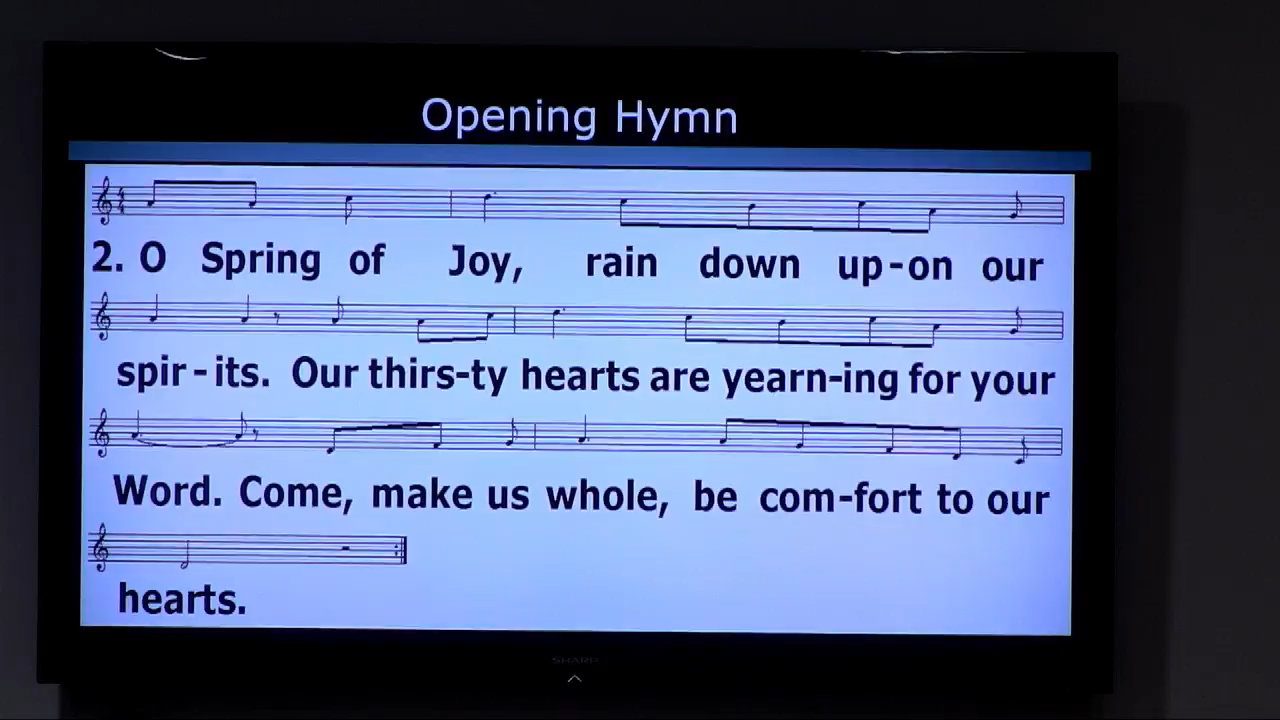 Opening Hymn
2. O Spring of Joy, rain down up-on our
spir-its. Our thirs-ty hearts are yearn-ing for your
Word. Come, make us whole, be com-fort to our
hearts.
SHARP